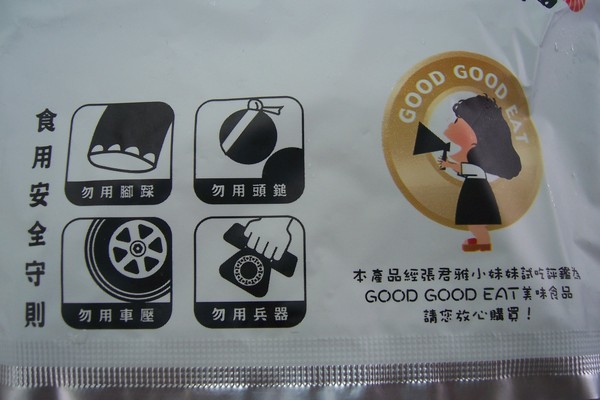 食用安全守則
勿用腳踩
勿用頭鎚
勿用車壓
勿用兵器
GOOD GOOD EAT
本產品經張君雅小妹妹試吃評鑑為
GOOD GOOD EAT美味食品
請您放心購買！